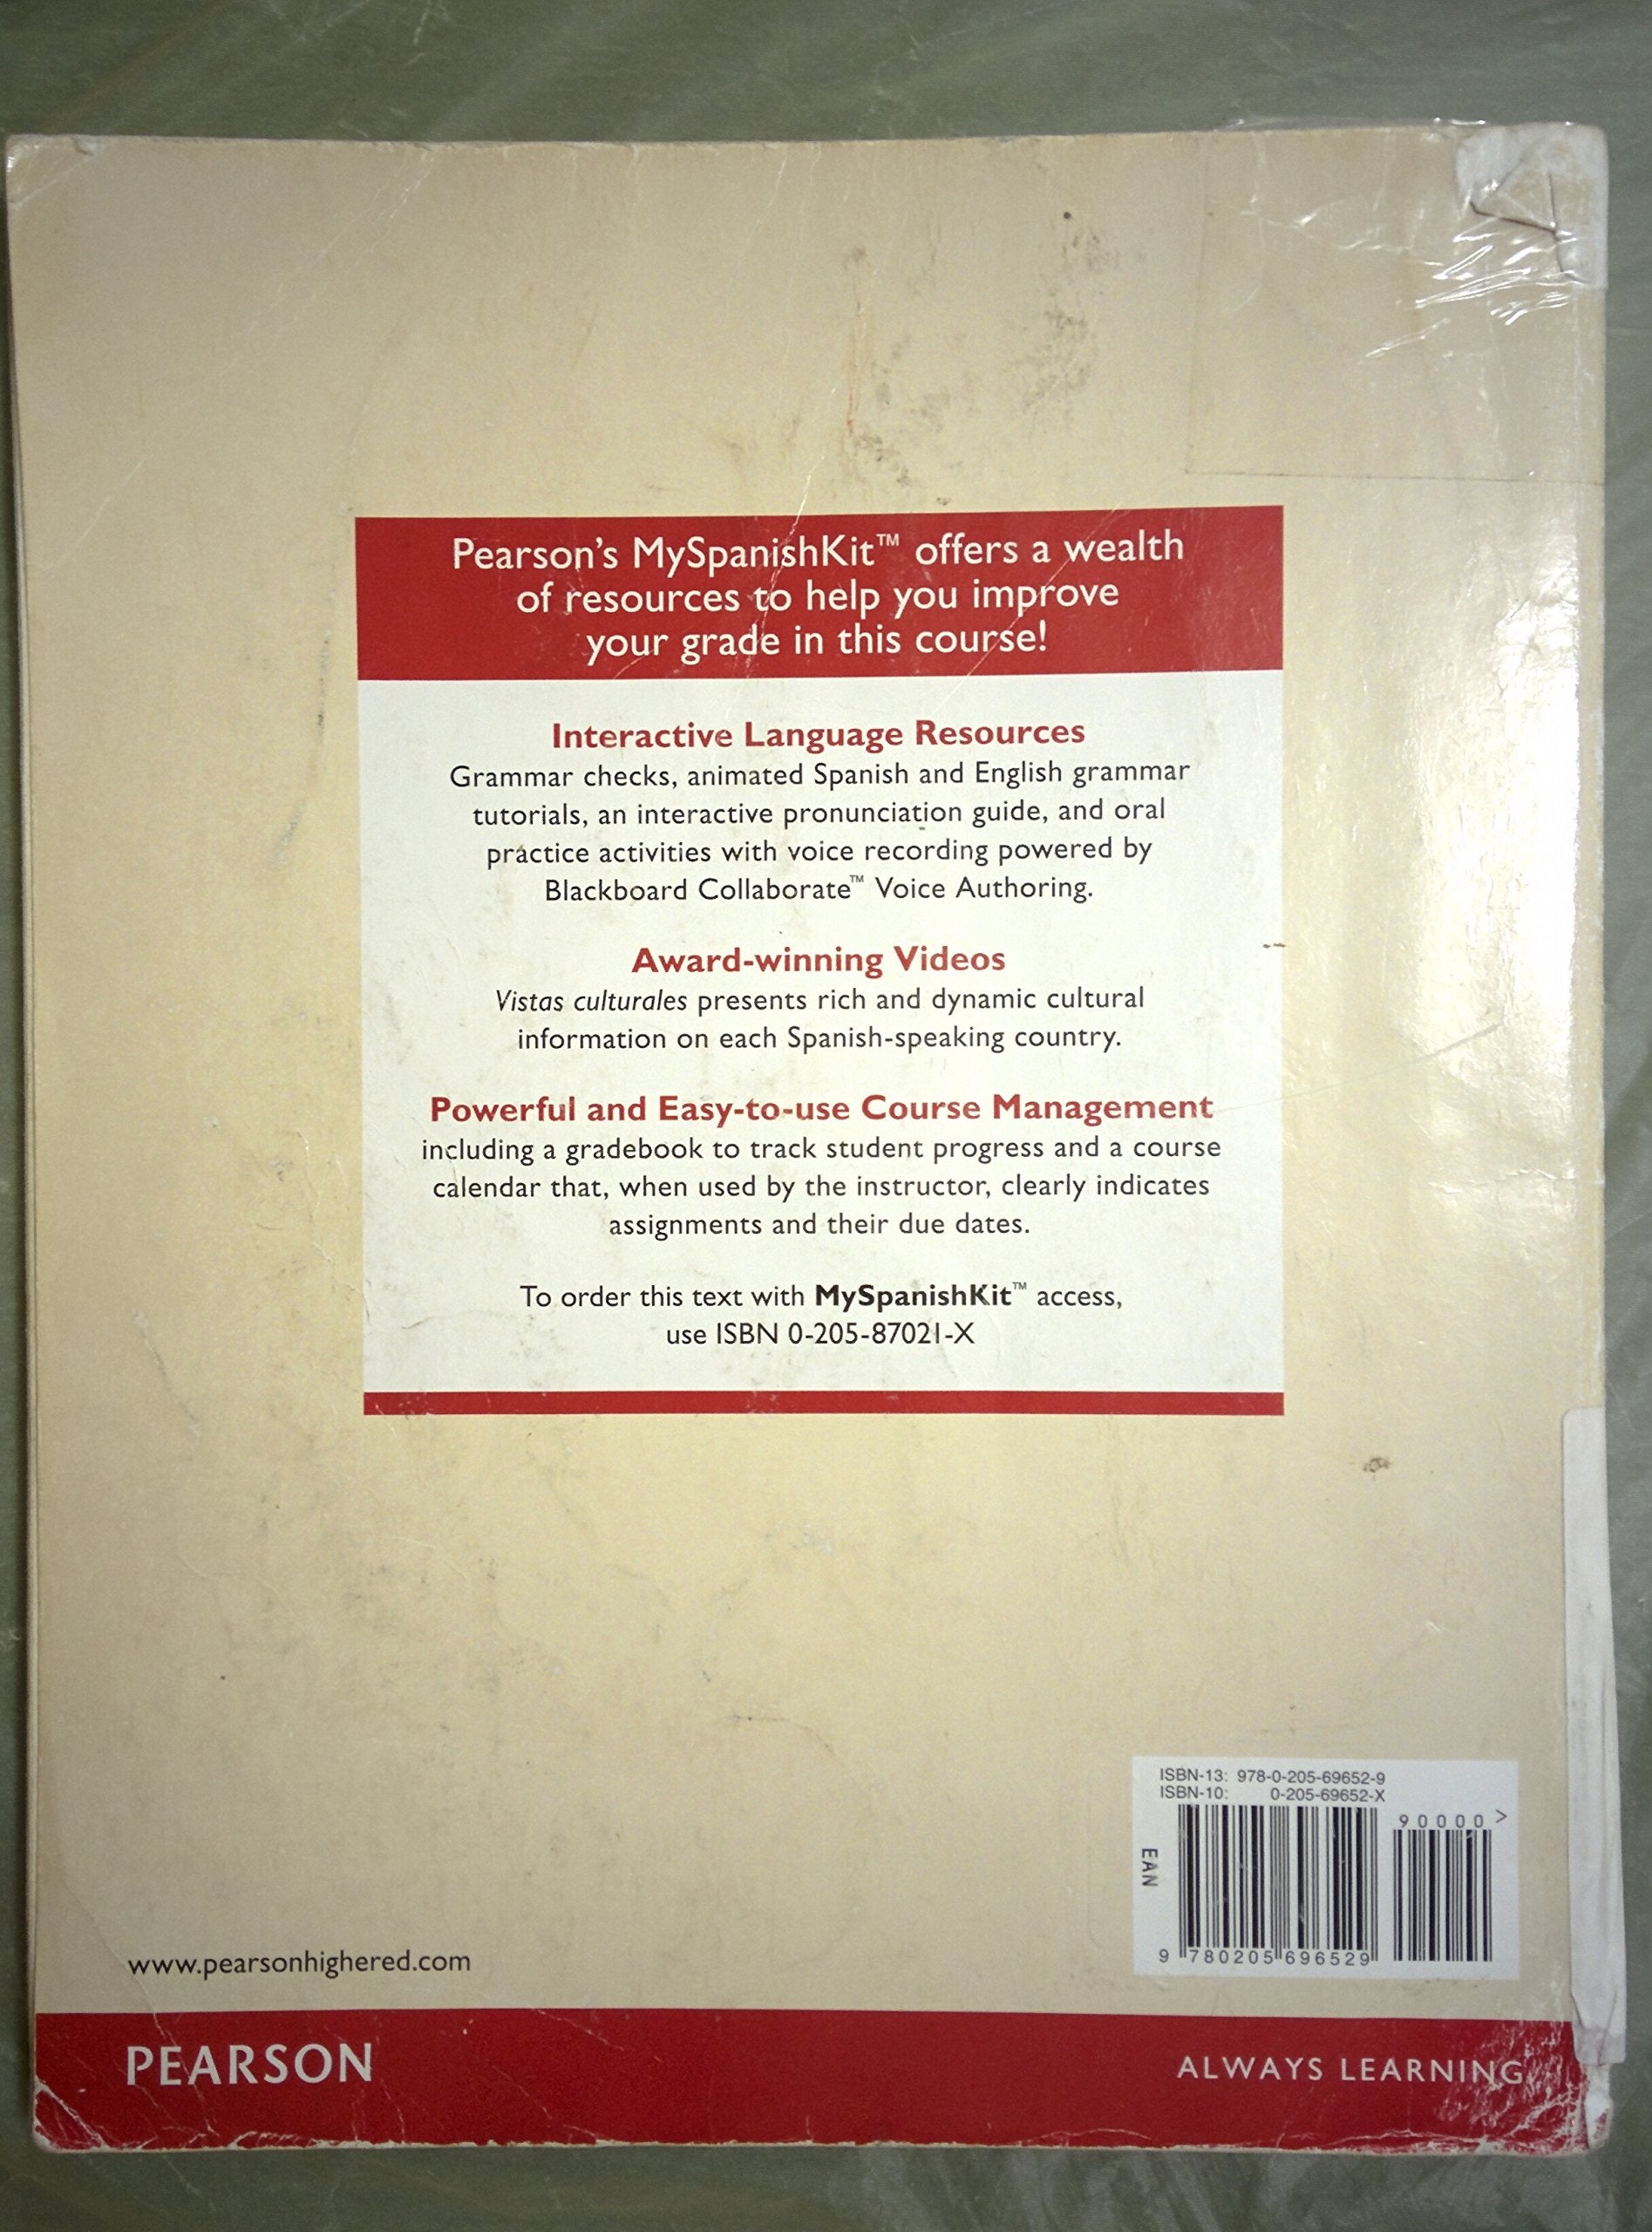 Pearson's MySpanishKit™ offers a wealth
of resources to help you improve
your grade in this course!
Interactive Language Resources
Grammar checks, animated Spanish and English grammar
tutorials, an interactive pronunciation guide, and oral
practice activities with voice recording powered by
Blackboard Collaborate™ Voice Authoring.
Award-winning Videos
Vistas culturales presents rich and dynamic cultural
information on each Spanish-speaking country.
Powerful and Easy-to-use Course Management
including a gradebook to track student progress and a course
calendar that, when used by the instructor, clearly indicates
assignments and their due dates.
To order this text with MySpanishKit™ access,
use ISBN 0-205-87021-X
ISBN-13: 978-0-205-69652-9
ISBN-10: 0-205-69652-X
90000>
EAN
9 780205 696529
www.pearsonhighered.com
PEARSON
ALWAYS LEARNING